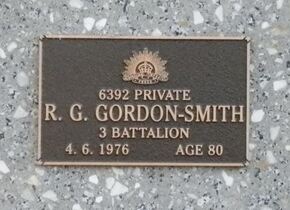 6392 PRIVATE
R. G. GORDON-SMITH
3 BATTALION
4. 6. 1976 AGE 80